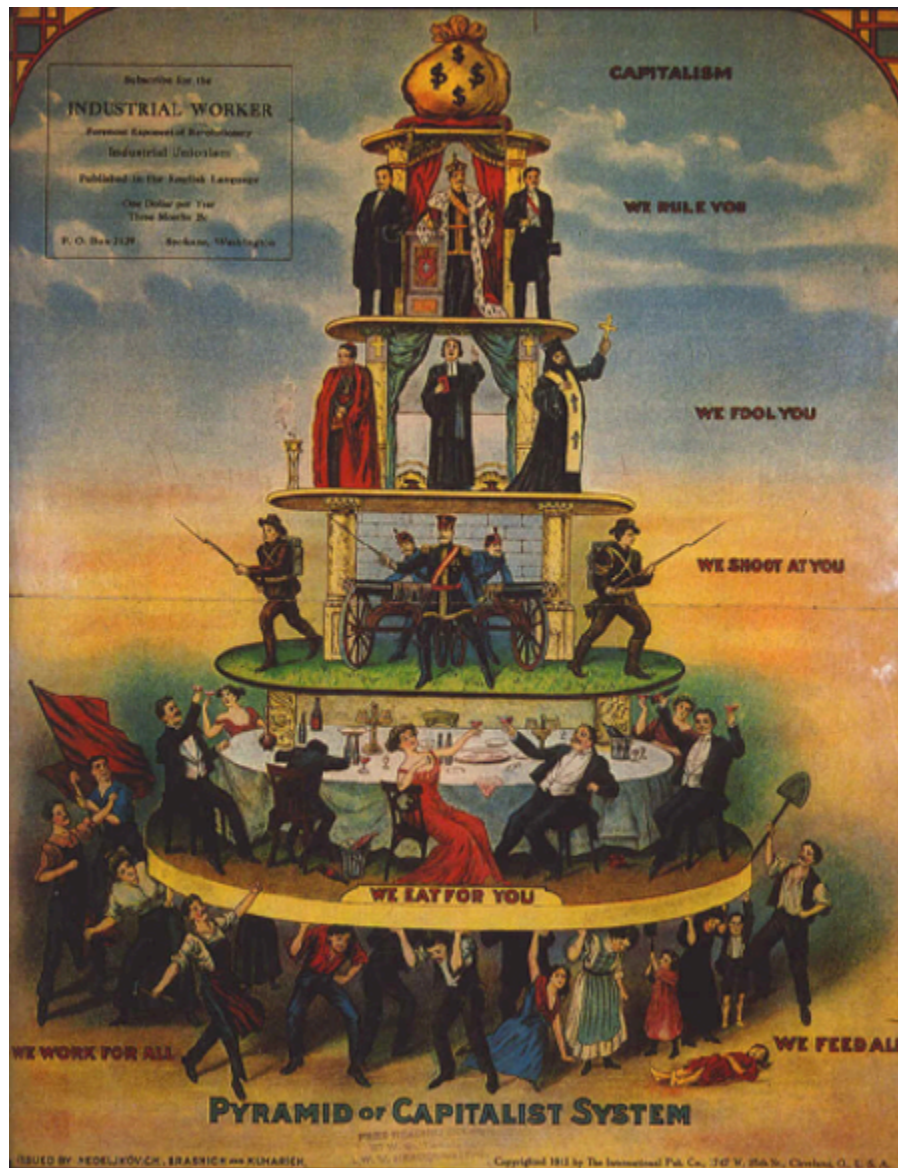 Subscribe for the
INDUSTRIAL WORKER
Foremost Exponent of Revolutionary
Industrial Unionism
Published in the English Language
One Dollar per Year
Three Months 25c
P. O. Box 2129 Spokane, Washington
CAPITALISM
WE RULE YOU
WE FOOL YOU
WE SHOOT AT YOU
WE EAT FOR YOU
WE WORK FOR ALL
WE FEED ALL
PYRAMID OF CAPITALIST SYSTEM
ISSUED BY NEDELJKOVICH, BRASHICH AND KUHARICH
Copyrighted 1911 by The International Pub. Co., Cleveland, O., U. S. A.